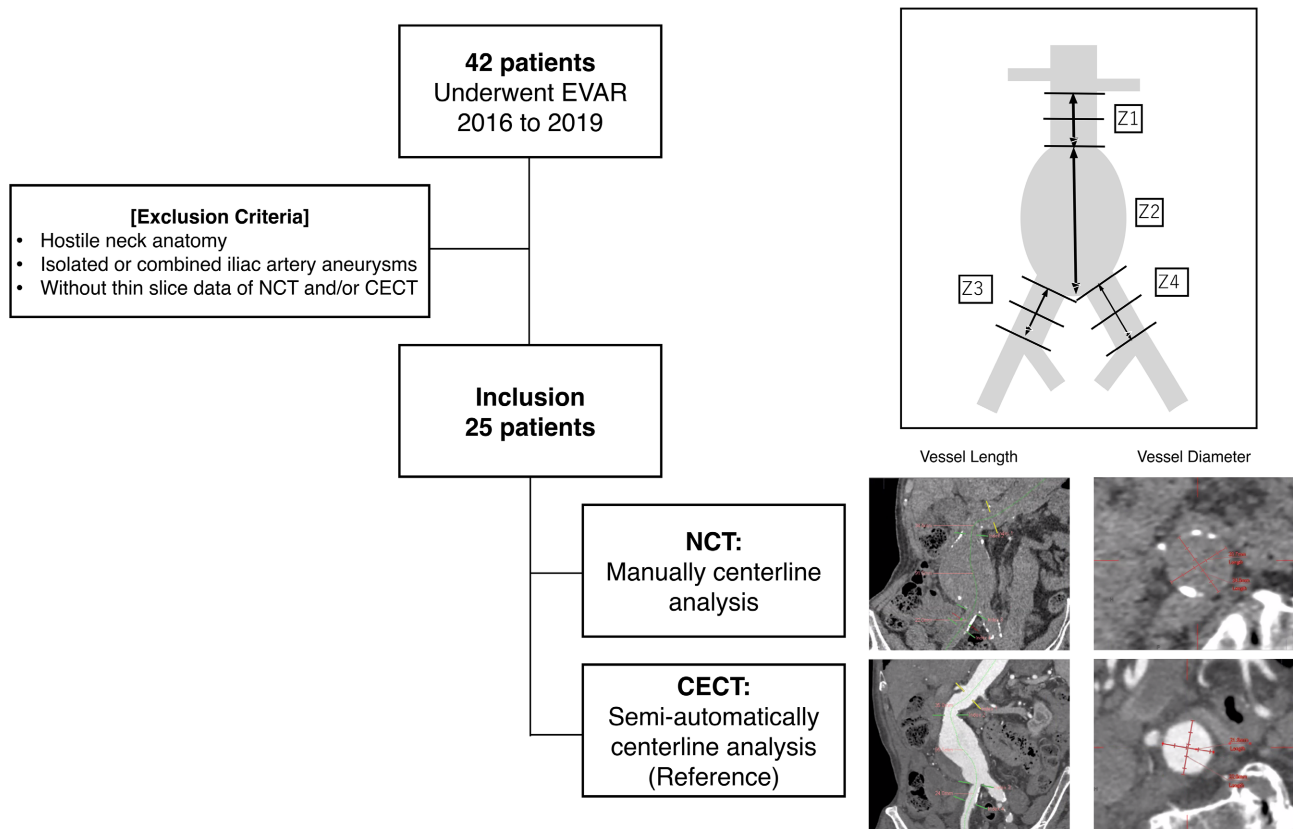 42 patients
Underwent EVAR
2016 to 2019
[Exclusion Criteria]
• Hostile neck anatomy
• Isolated or combined iliac artery aneurysms
• Without thin slice data of NCT and/or CECT
Inclusion
25 patients
NCT:
Manually centerline
analysis
CECT:
Semi-automatically
centerline analysis
(Reference)
Z1
Z2
Z3
Z4
Vessel Length
Vessel Diameter